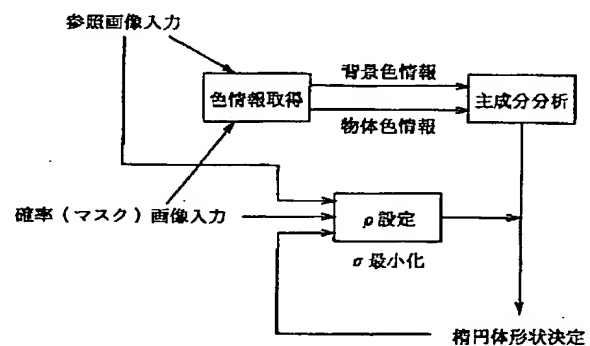 参照画像入力
背景色情報
色情報取得
主成分分析
物体色情報
確率(マスク)画像入力
ρ設定
σ最小化
楕円体形状決定